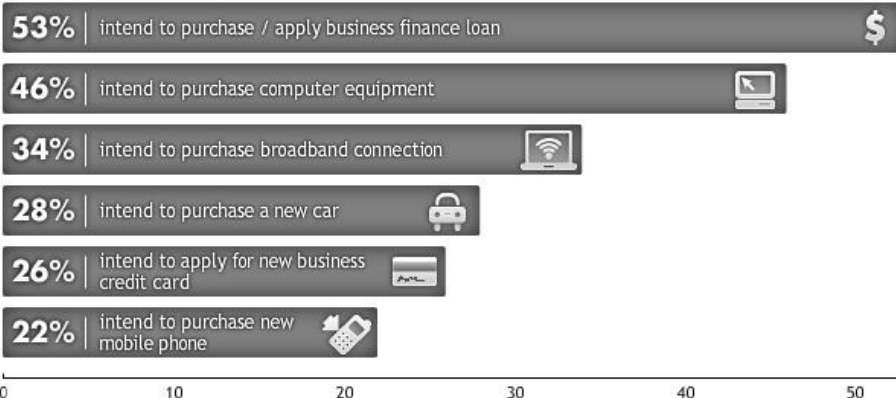 53% intend to purchase / apply business finance loan $
46% intend to purchase computer equipment
34% intend to purchase broadband connection
28% intend to purchase a new car
26% intend to apply for new business
credit card
22% intend to purchase new
mobile phone
0 10 20 30 40 50